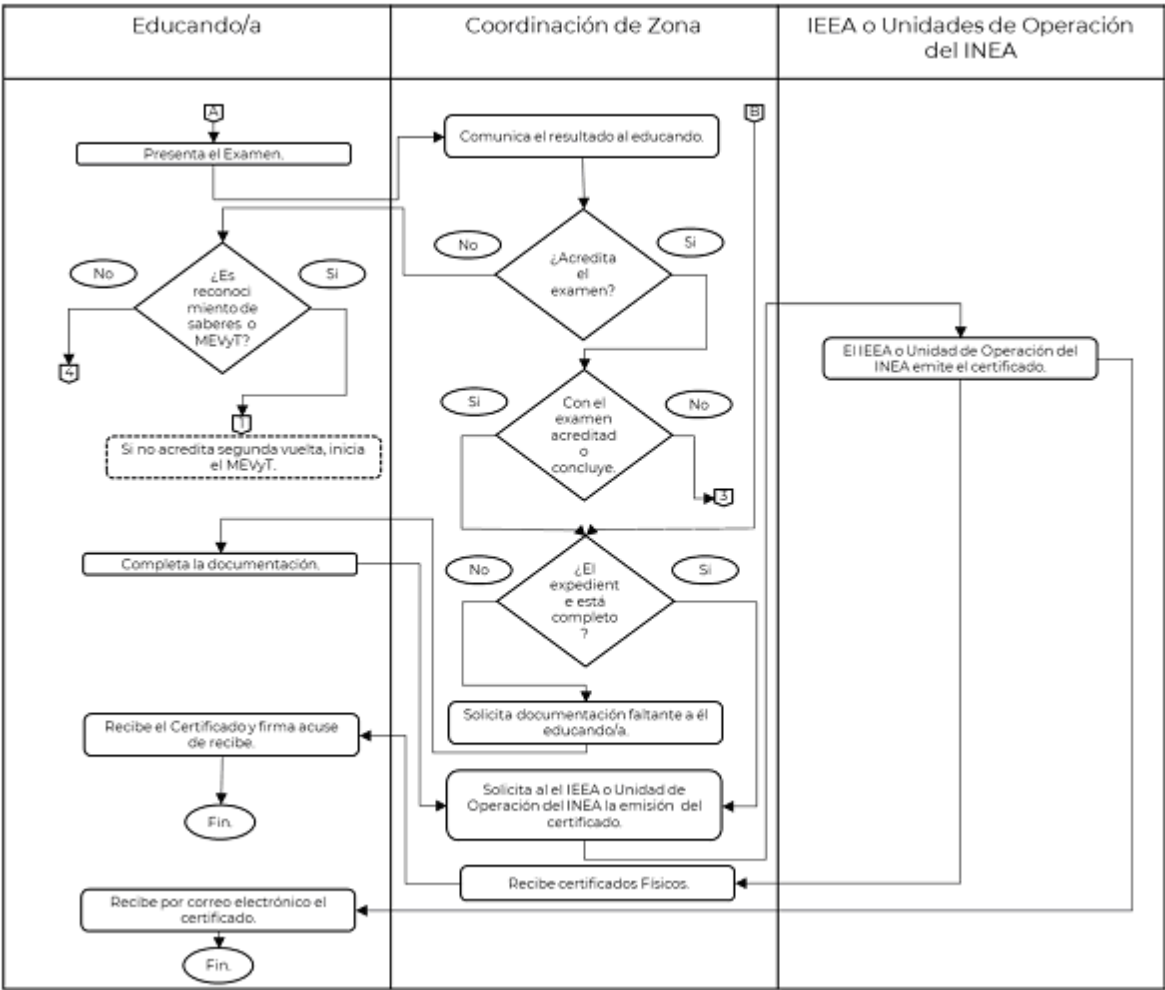 Educando/a
Coordinación de Zona
IEEA o Unidades de Operación
del INEA
A
B
Presenta el Examen.
Comunica el resultado al educando.
No
Si
¿Es
reconoci
miento de
saberes o
MEVyT?
No
Si
¿Acredita
el
examen?
El IEEA o Unidad de Operación del
INEA emite el certificado.
4
1
Si no acredita segunda vuelta, inicia
el MEVyT.
Si
No
Con el
examen
acreditad
o
concluye.
3
Completa la documentación.
No
Si
¿El
expedient
e está
completo
?
Solicita documentación faltante a él
educando/a.
Recibe el Certificado y firma acuse
de recibe.
Fin.
Solicita al el IEEA o Unidad de
Operación del INEA la emisión del
certificado.
Recibe certificados Físicos.
Recibe por correo electrónico el
certificado.
Fin.